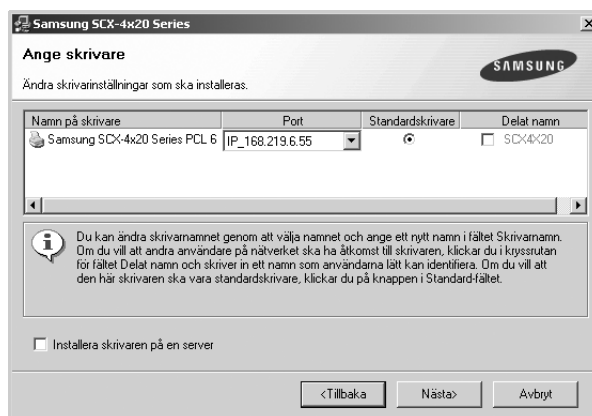 Samsung SCX-4x20 Series
Ange skrivare
SAMSUNG
Ändra skrivarinställningar som ska installeras.
Namn på skrivare Port Standardskrivare Delat namn
Samsung SCX-4x20 Series PCL 6 IP_168.219.6.55 SCX4X20
Du kan ändra skrivarnamnet genom att välja namnet och ange ett nytt namn i fältet Skrivarnamn.
Om du vill att andra användare på nätverket ska ha åtkomst till skrivaren, klickar du i kryssrutan
för fältet Delat namn och skriver in ett namn som användarna lätt kan identifiera. Om du vill att
den här skrivaren ska vara standardskrivare, klickar du på knappen i Standard-fältet.
Installera skrivaren på en server
<Tillbaka Nästa> Avbryt